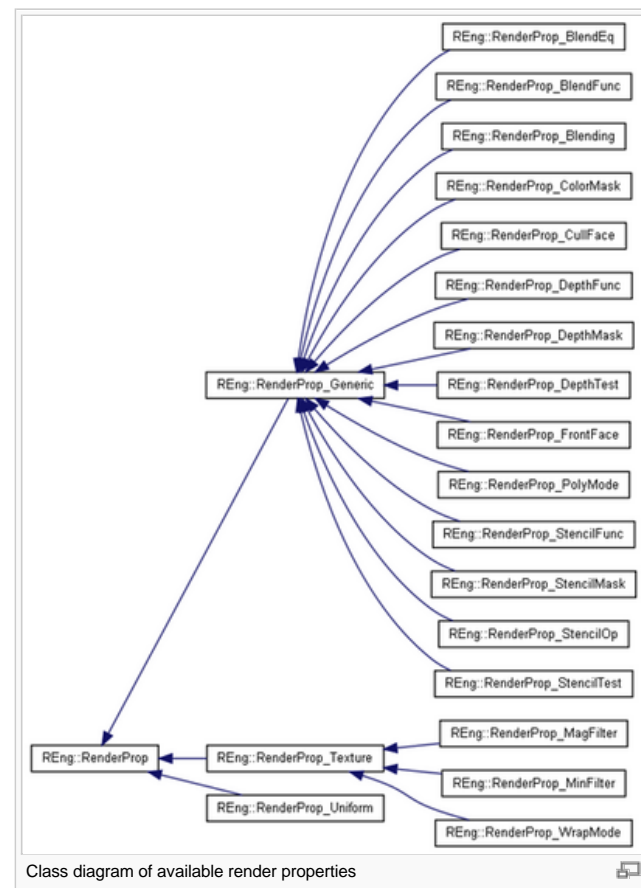 REng::RenderProp_BlendEq
REng::RenderProp_BlendFunc
REng::RenderProp_Blending
REng::RenderProp_ColorMask
REng::RenderProp_CullFace
REng::RenderProp_DepthFunc
REng::RenderProp_DepthMask
REng::RenderProp_Generic
REng::RenderProp_DepthTest
REng::RenderProp_FrontFace
REng::RenderProp_PolyMode
REng::RenderProp_StencilFunc
REng::RenderProp_StencilMask
REng::RenderProp_StencilOp
REng::RenderProp_StencilTest
REng::RenderProp_MagFilter
REng::RenderProp
REng::RenderProp_Texture
REng::RenderProp_MinFilter
REng::RenderProp_Uniform
REng::RenderProp_WrapMode
Class diagram of available render properties